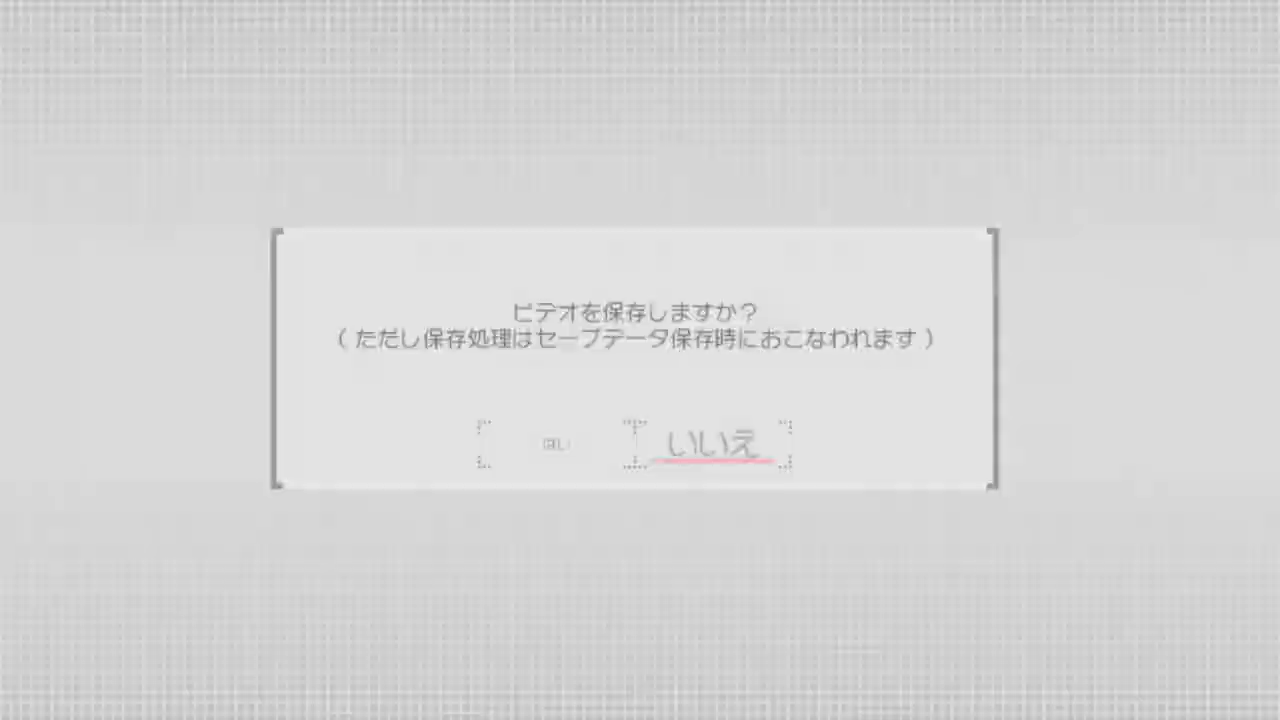 ビデオを保存しますか？
（ただし保存処理はセーブデータ保存時におこなわれます）
はい
いいえ